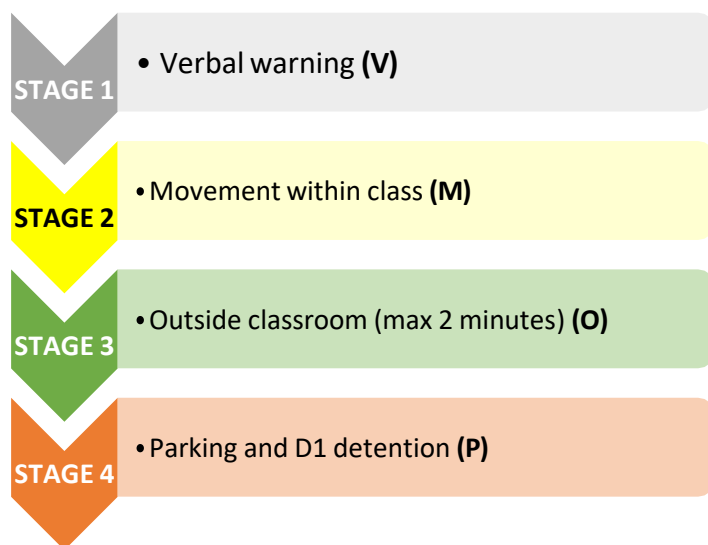 STAGE 1
• Verbal warning (V)
STAGE 2
• Movement within class (M)
STAGE 3
• Outside classroom (max 2 minutes) (O)
STAGE 4
• Parking and D1 detention (P)